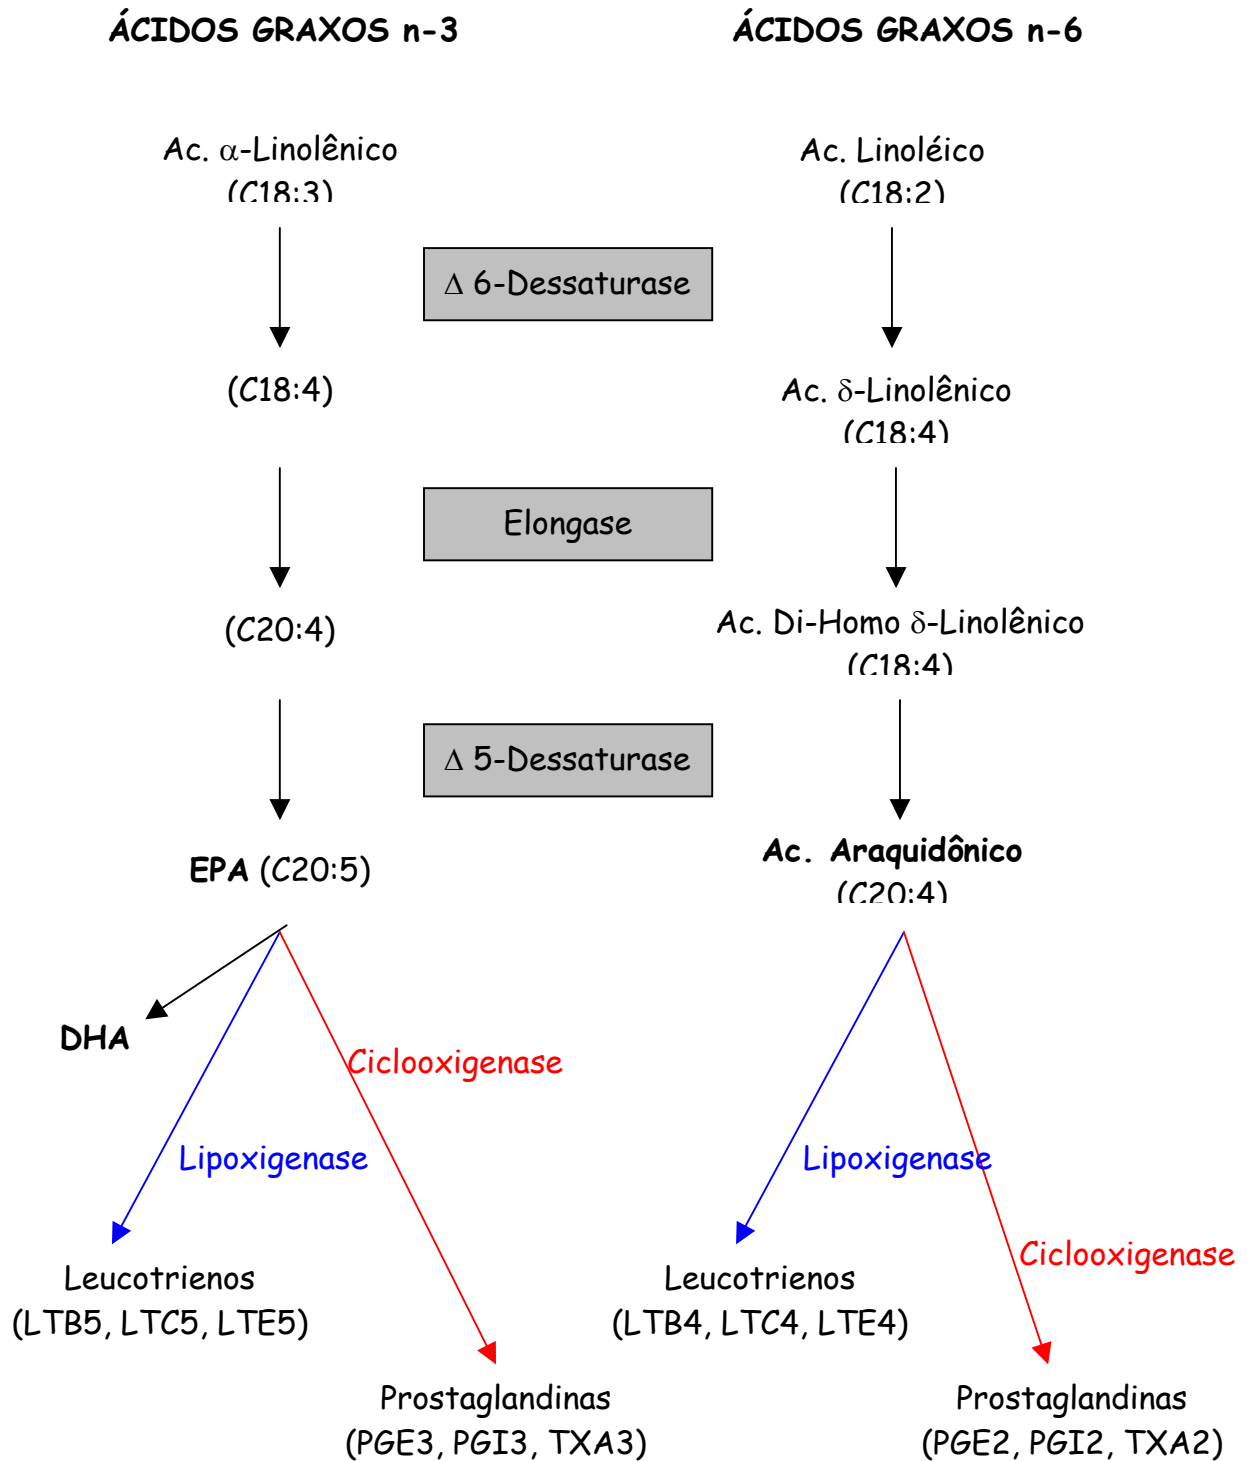 ÁCIDOS GRAXOS n-3
ÁCIDOS GRAXOS n-6
Ac. α-Linolênico
(C18:3)
Ac. Linoléico
(C18:2)
Δ 6-Dessaturase
(C18:4)
Ac. δ-Linolênico
(C18:4)
Elongase
(C20:4)
Ac. Di-Homo δ-Linolênico
(C18:4)
Δ 5-Dessaturase
EPA (C20:5)
Ac. Araquidônico
(C20:4)
DHA
Ciclooxigenase
Lipoxigenase
Lipoxigenase
Ciclooxigenase
Leucotrienos
(LTB5, LTC5, LTE5)
Leucotrienos
(LTB4, LTC4, LTE4)
Prostaglandinas
(PGE3, PGI3, TXA3)
Prostaglandinas
(PGE2, PGI2, TXA2)